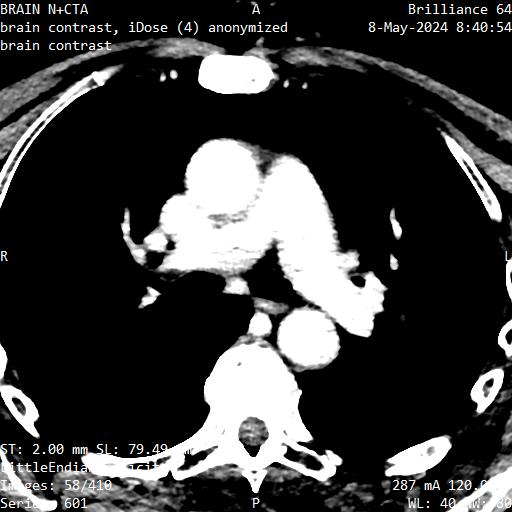 BRAIN N+CTA
brain contrast, iDose (4) anonymized
brain contrast
A
Brilliance 64
8-May-2024 8:40:54
R
L
ST: 2.00 mm SL: 79.49
Images: 58/410
Series: 601
P
287 mA 120.0
WL: 40